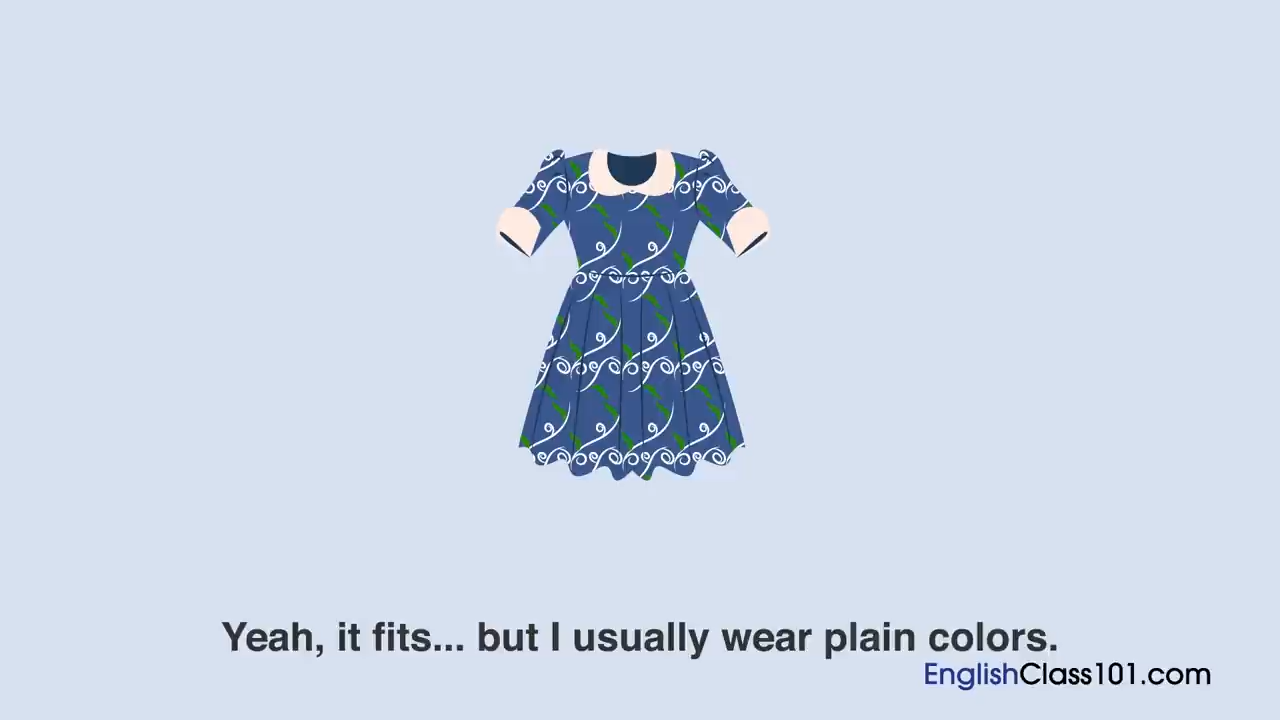 Yeah, it fits... but I usually wear plain colors.
EnglishClass101.com